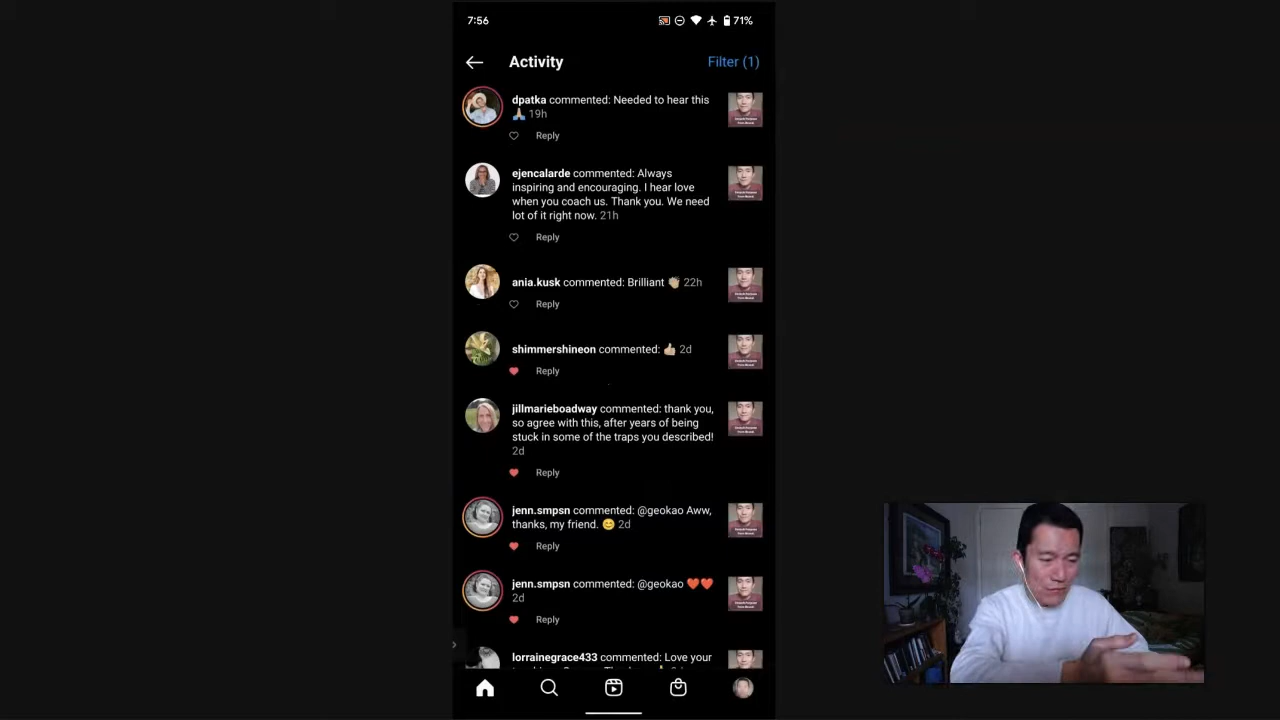 7:56
71%
Activity
Filter (1)
dpatka commented: Needed to hear this
🙏🏼 19h
Reply
ejencalarde commented: Always
inspiring and encouraging. I hear love
when you coach us. Thank you. We need
lot of it right now. 21h
Reply
ania.kusk commented: Brilliant 👏🏼 22h
Reply
shimmershineon commented: 👍🏼 2d
Reply
jillmarieboadway commented: thank you,
so agree with this, after years of being
stuck in some of the traps you described!
2d
Reply
jenn.smpsn commented: @geokao Aww,
thanks, my friend. 😊 2d
Reply
jenn.smpsn commented: @geokao ❤️❤️
2d
Reply
lorrainegrace433 commented: Love your